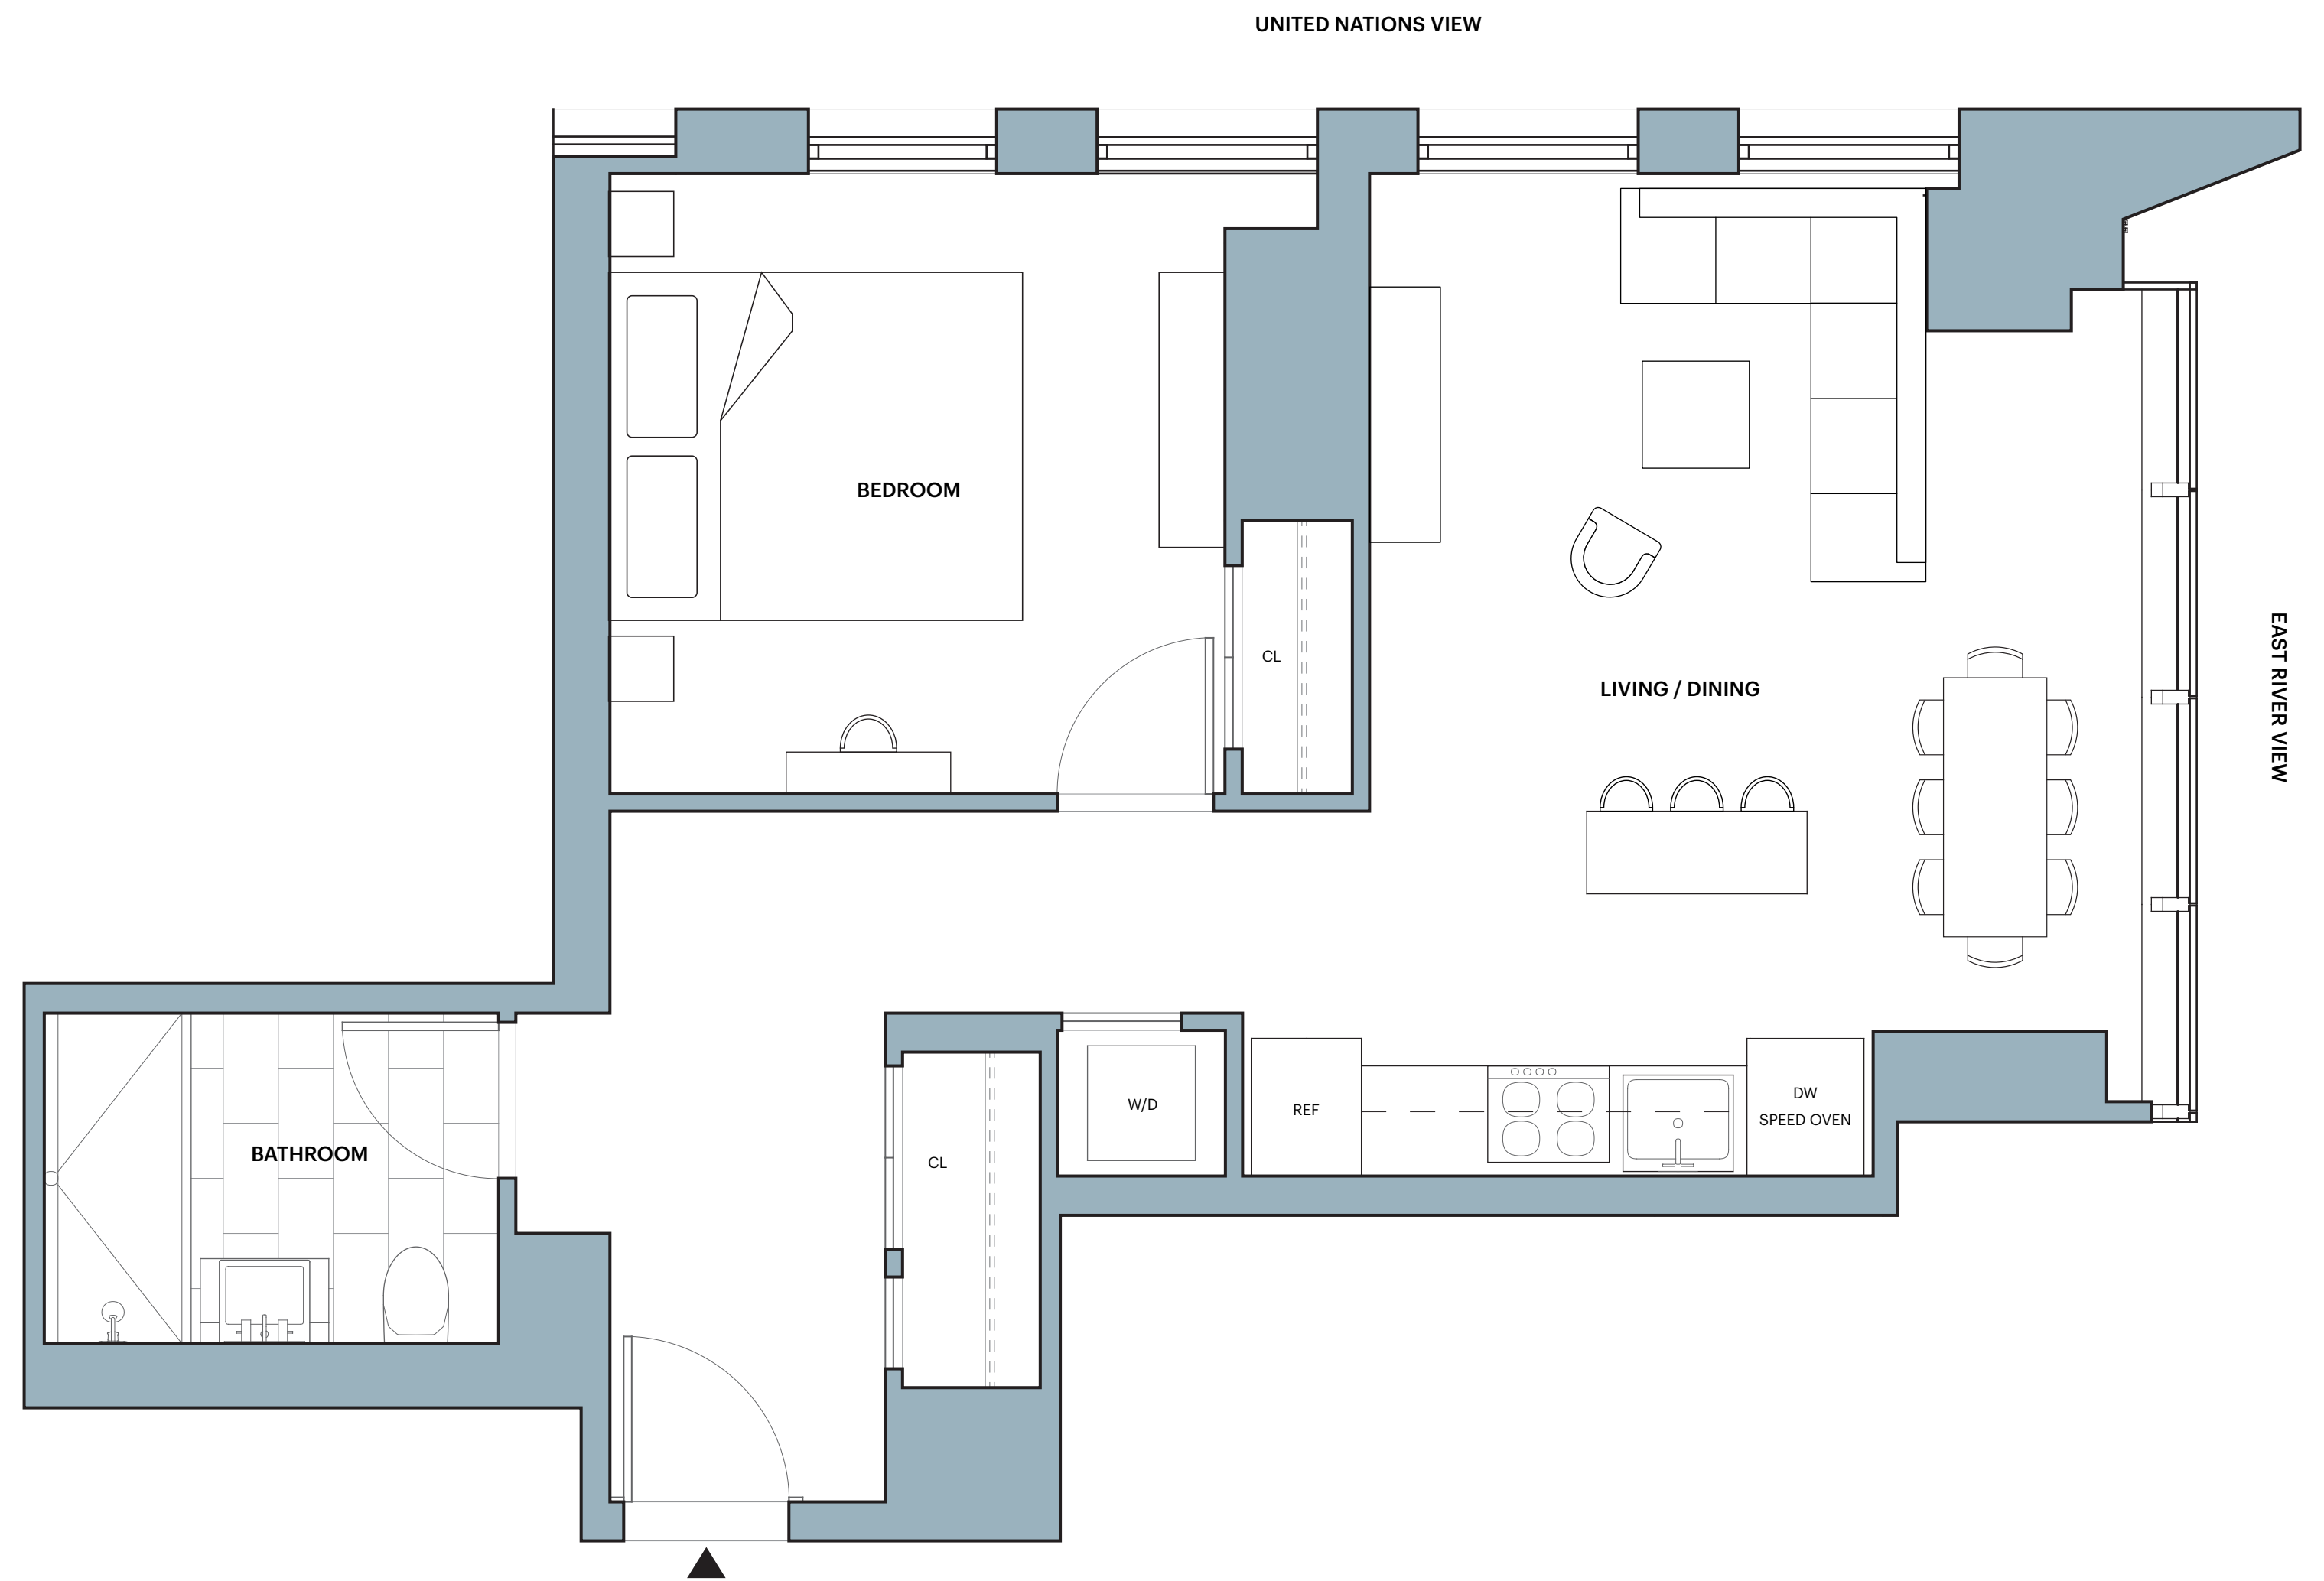 UNITED NATIONS VIEW
BEDROOM
CL
LIVING / DINING
EAST RIVER VIEW
BATHROOM
CL
W/D
REF
DW
SPEED OVEN